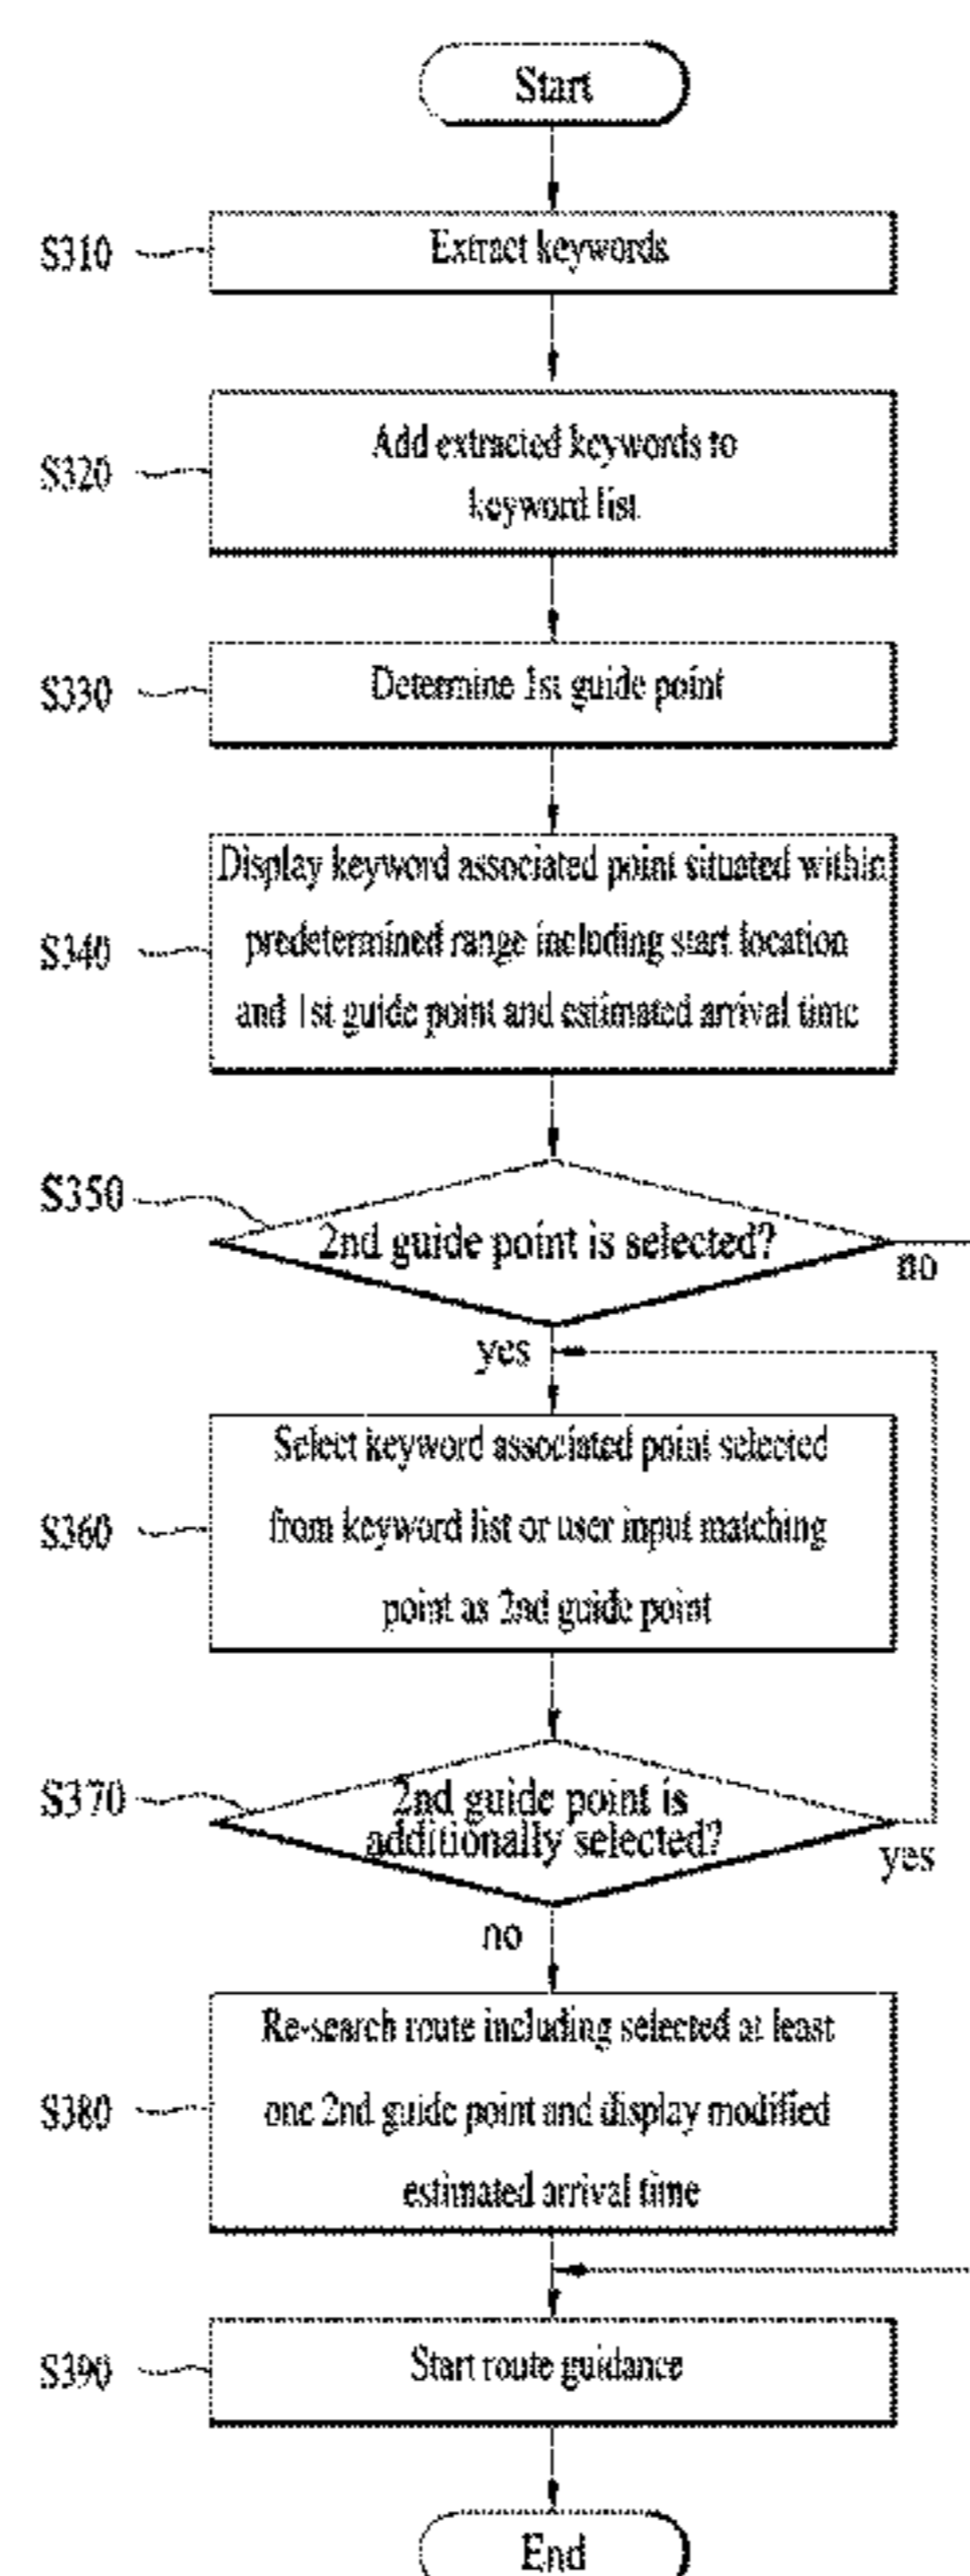 Start
S310
Extract keywords
S320
Add extracted keywords to
keyword list
S330
Determine 1st guide point
S340
Display keyword associated point situated within
predetermined range including start location
and 1st guide point and estimated arrival time
S350
2nd guide point is selected?
no
yes
S360
Select keyword associated point selected
from keyword list or user input matching
point as 2nd guide point
S370
2nd guide point is
additionally selected?
yes
no
S380
Re-search route including selected at least
one 2nd guide point and display modified
estimated arrival time
S390
Start route guidance
End